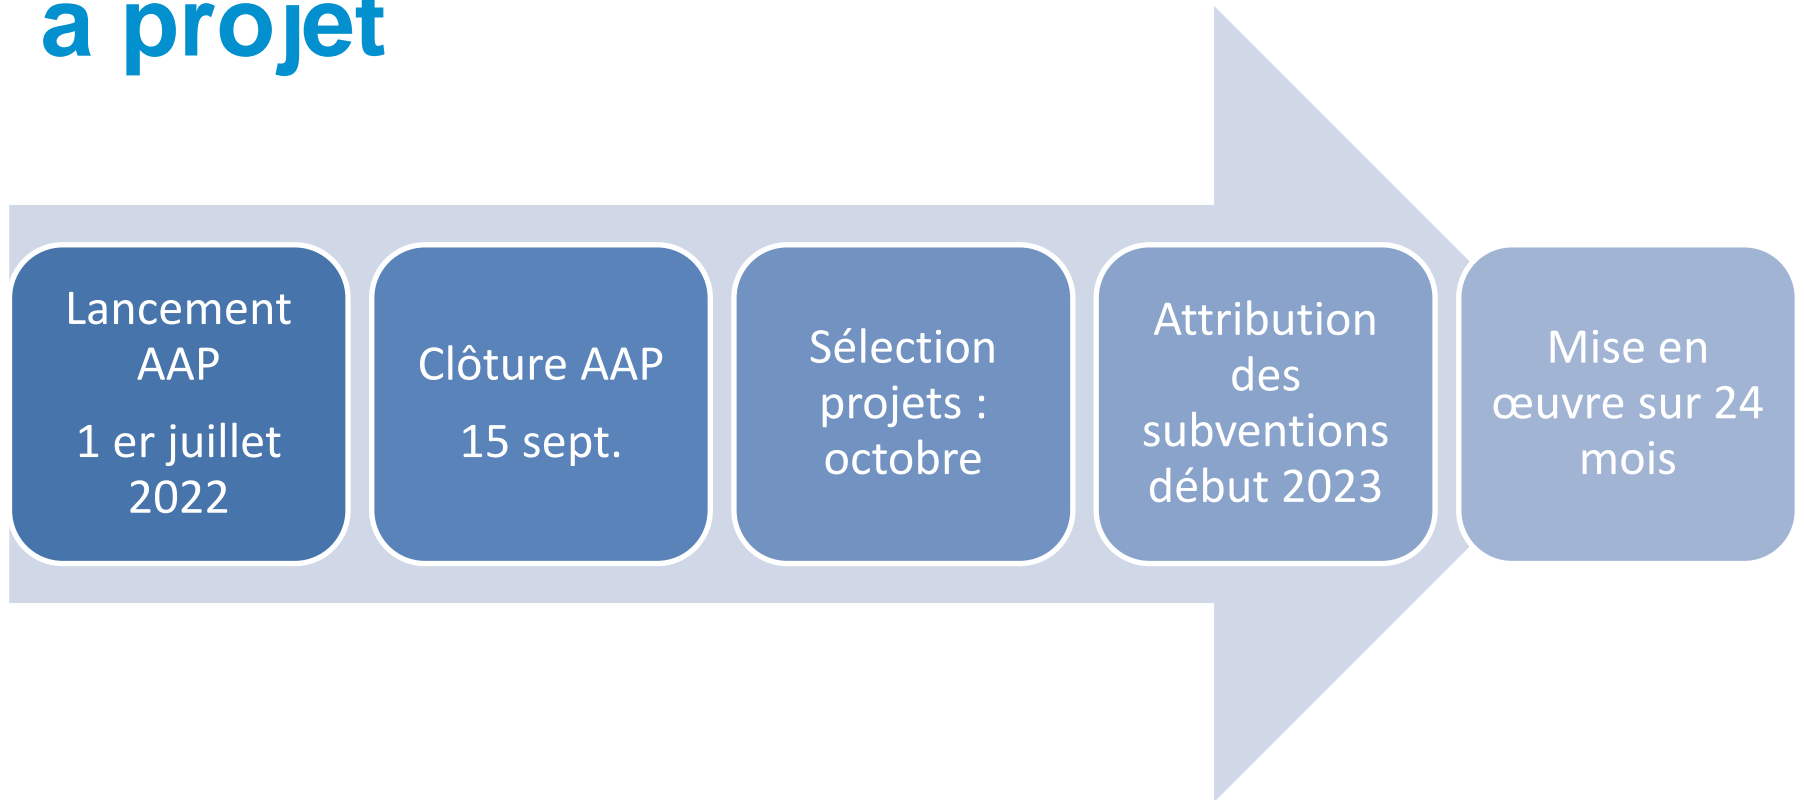 à projet
Lancement
AAP
1 er juillet
2022
Clôture AAP
15 sept.
Sélection
projets :
octobre
Attribution
des
subventions
début 2023
Mise en
œuvre sur 24
mois